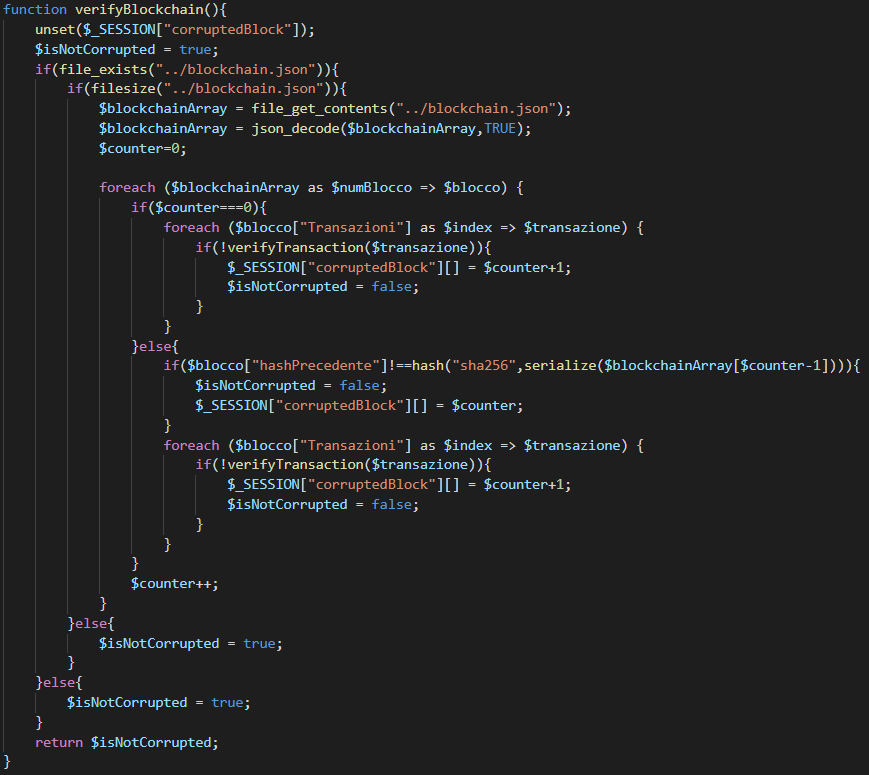 function verifyBlockchain(){
    unset($_SESSION["corruptedBlock"]);
    $isNotCorrupted = true;
    if(file_exists("../blockchain.json")){
        if(filesize("../blockchain.json")){
            $blockchainArray = file_get_contents("../blockchain.json");
            $blockchainArray = json_decode($blockchainArray,TRUE);
            $counter=0;

            foreach ($blockchainArray as $numBlocco => $blocco) {
                if($counter===0){
                    foreach ($blocco["Transazioni"] as $index => $transazione) {
                        if(!verifyTransaction($transazione)){
                            $_SESSION["corruptedBlock"][] = $counter+1;
                            $isNotCorrupted = false;
                        }
                    }
                }else{
                    if($blocco["hashPrecedente"]!==hash("sha256",serialize($blockchainArray[$counter-1]))){
                        $isNotCorrupted = false;
                        $_SESSION["corruptedBlock"][] = $counter;
                    }
                    foreach ($blocco["Transazioni"] as $index => $transazione) {
                        if(!verifyTransaction($transazione)){
                            $_SESSION["corruptedBlock"][] = $counter+1;
                            $isNotCorrupted = false;
                        }
                    }
                }
                $counter++;
            }
        }else{
            $isNotCorrupted = true;
        }
    }else{
        $isNotCorrupted = true;
    }
    return $isNotCorrupted;
}